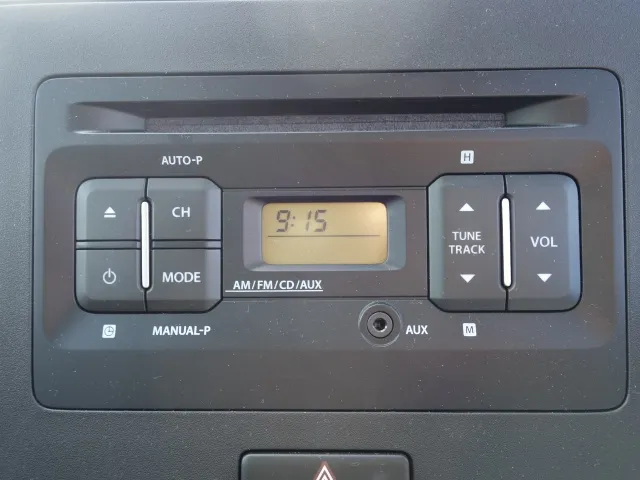 AUTO-P
H
CH
9:15
TUNE
TRACK
VOL
MODE
AM/FM/CD/AUX
MANUAL-P
AUX
M